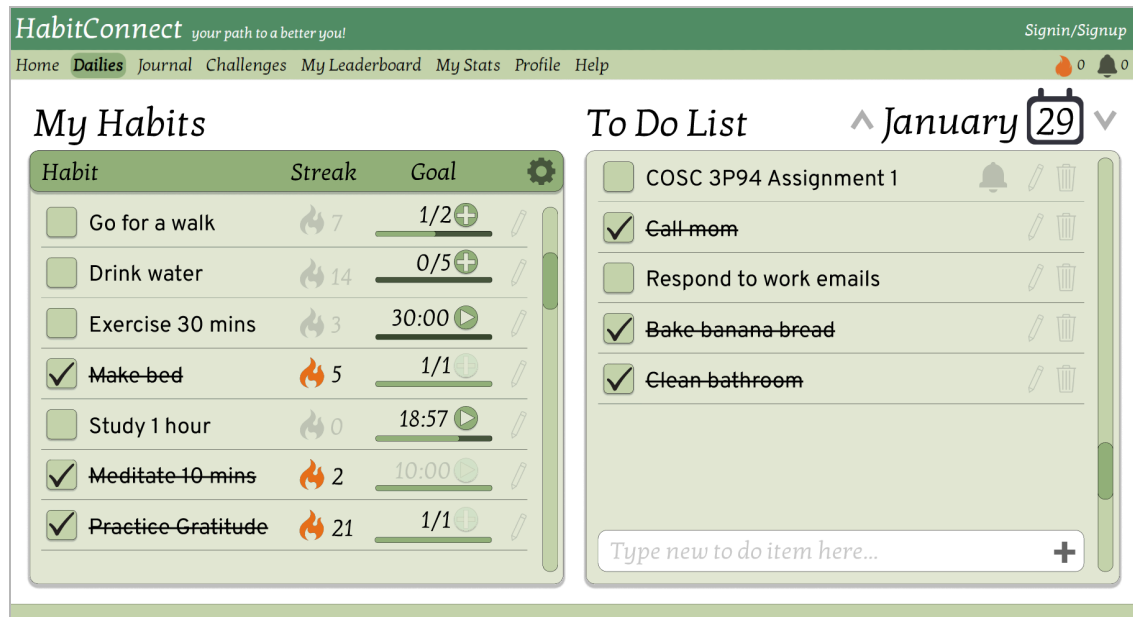 HabitConnect your path to a better you! Signin/Signup
Home Dailies Journal Challenges My Leaderboard My Stats Profile Help 0 0
My Habits
Habit Streak Goal
Go for a walk 7 1/2
Drink water 14 0/5
Exercise 30 mins 3 30:00
Make bed 5 1/1
Study 1 hour 0 18:57
Meditate 10 mins 2 10:00
Practice Gratitude 21 1/1
To Do List January 29
COSC 3P94 Assignment 1
Call mom
Respond to work emails
Bake banana bread
Clean bathroom
Type new to do item here...